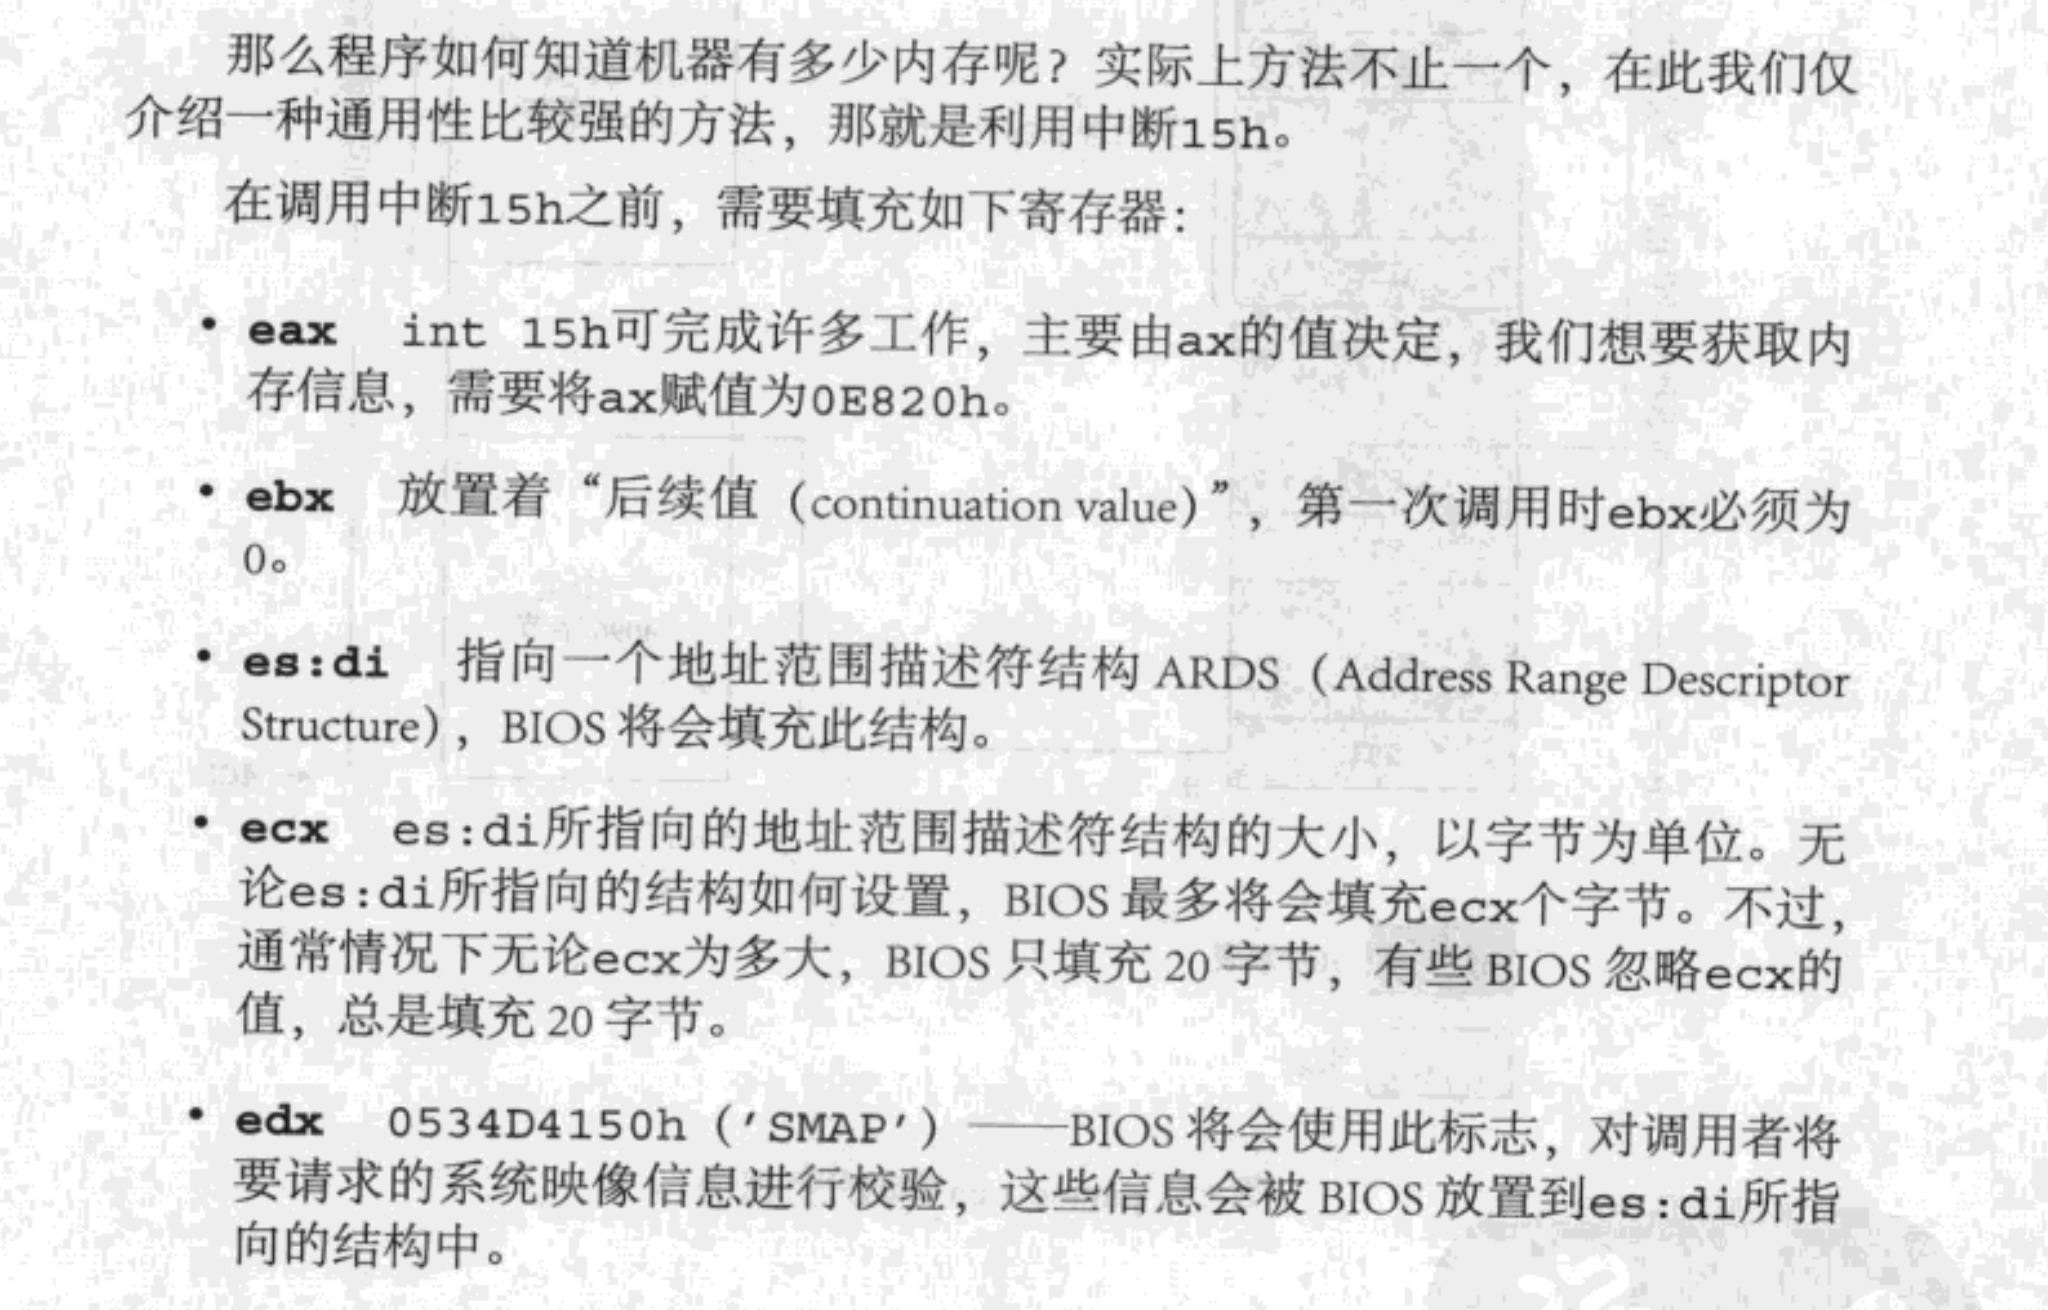 那么程序如何知道机器有多少内存呢？实际上方法不止一个，在此我们仅
介绍一种通用性比较强的方法，那就是利用中断15h。
在调用中断15h之前，需要填充如下寄存器：
• eax int 15h可完成许多工作，主要由ax的值决定，我们想要获取内
存信息，需要将ax赋值为0E820h。
• ebx 放置着“后续值（continuation value）”，第一次调用时ebx必须为
0。
• es:di 指向一个地址范围描述符结构 ARDS（Address Range Descriptor
Structure），BIOS 将会填充此结构。
• ecx es:di所指向的地址范围描述符结构的大小，以字节为单位。无
论es:di所指向的结构如何设置，BIOS 最多将会填充ecx个字节。不过，
通常情况下无论ecx为多大，BIOS 只填充 20 字节，有些 BIOS 忽略ecx的
值，总是填充 20 字节。
• edx 0534D4150h（'SMAP'）——BIOS 将会使用此标志，对调用者将
要请求的系统映像信息进行校验，这些信息会被 BIOS 放置到es:di所指
向的结构中。